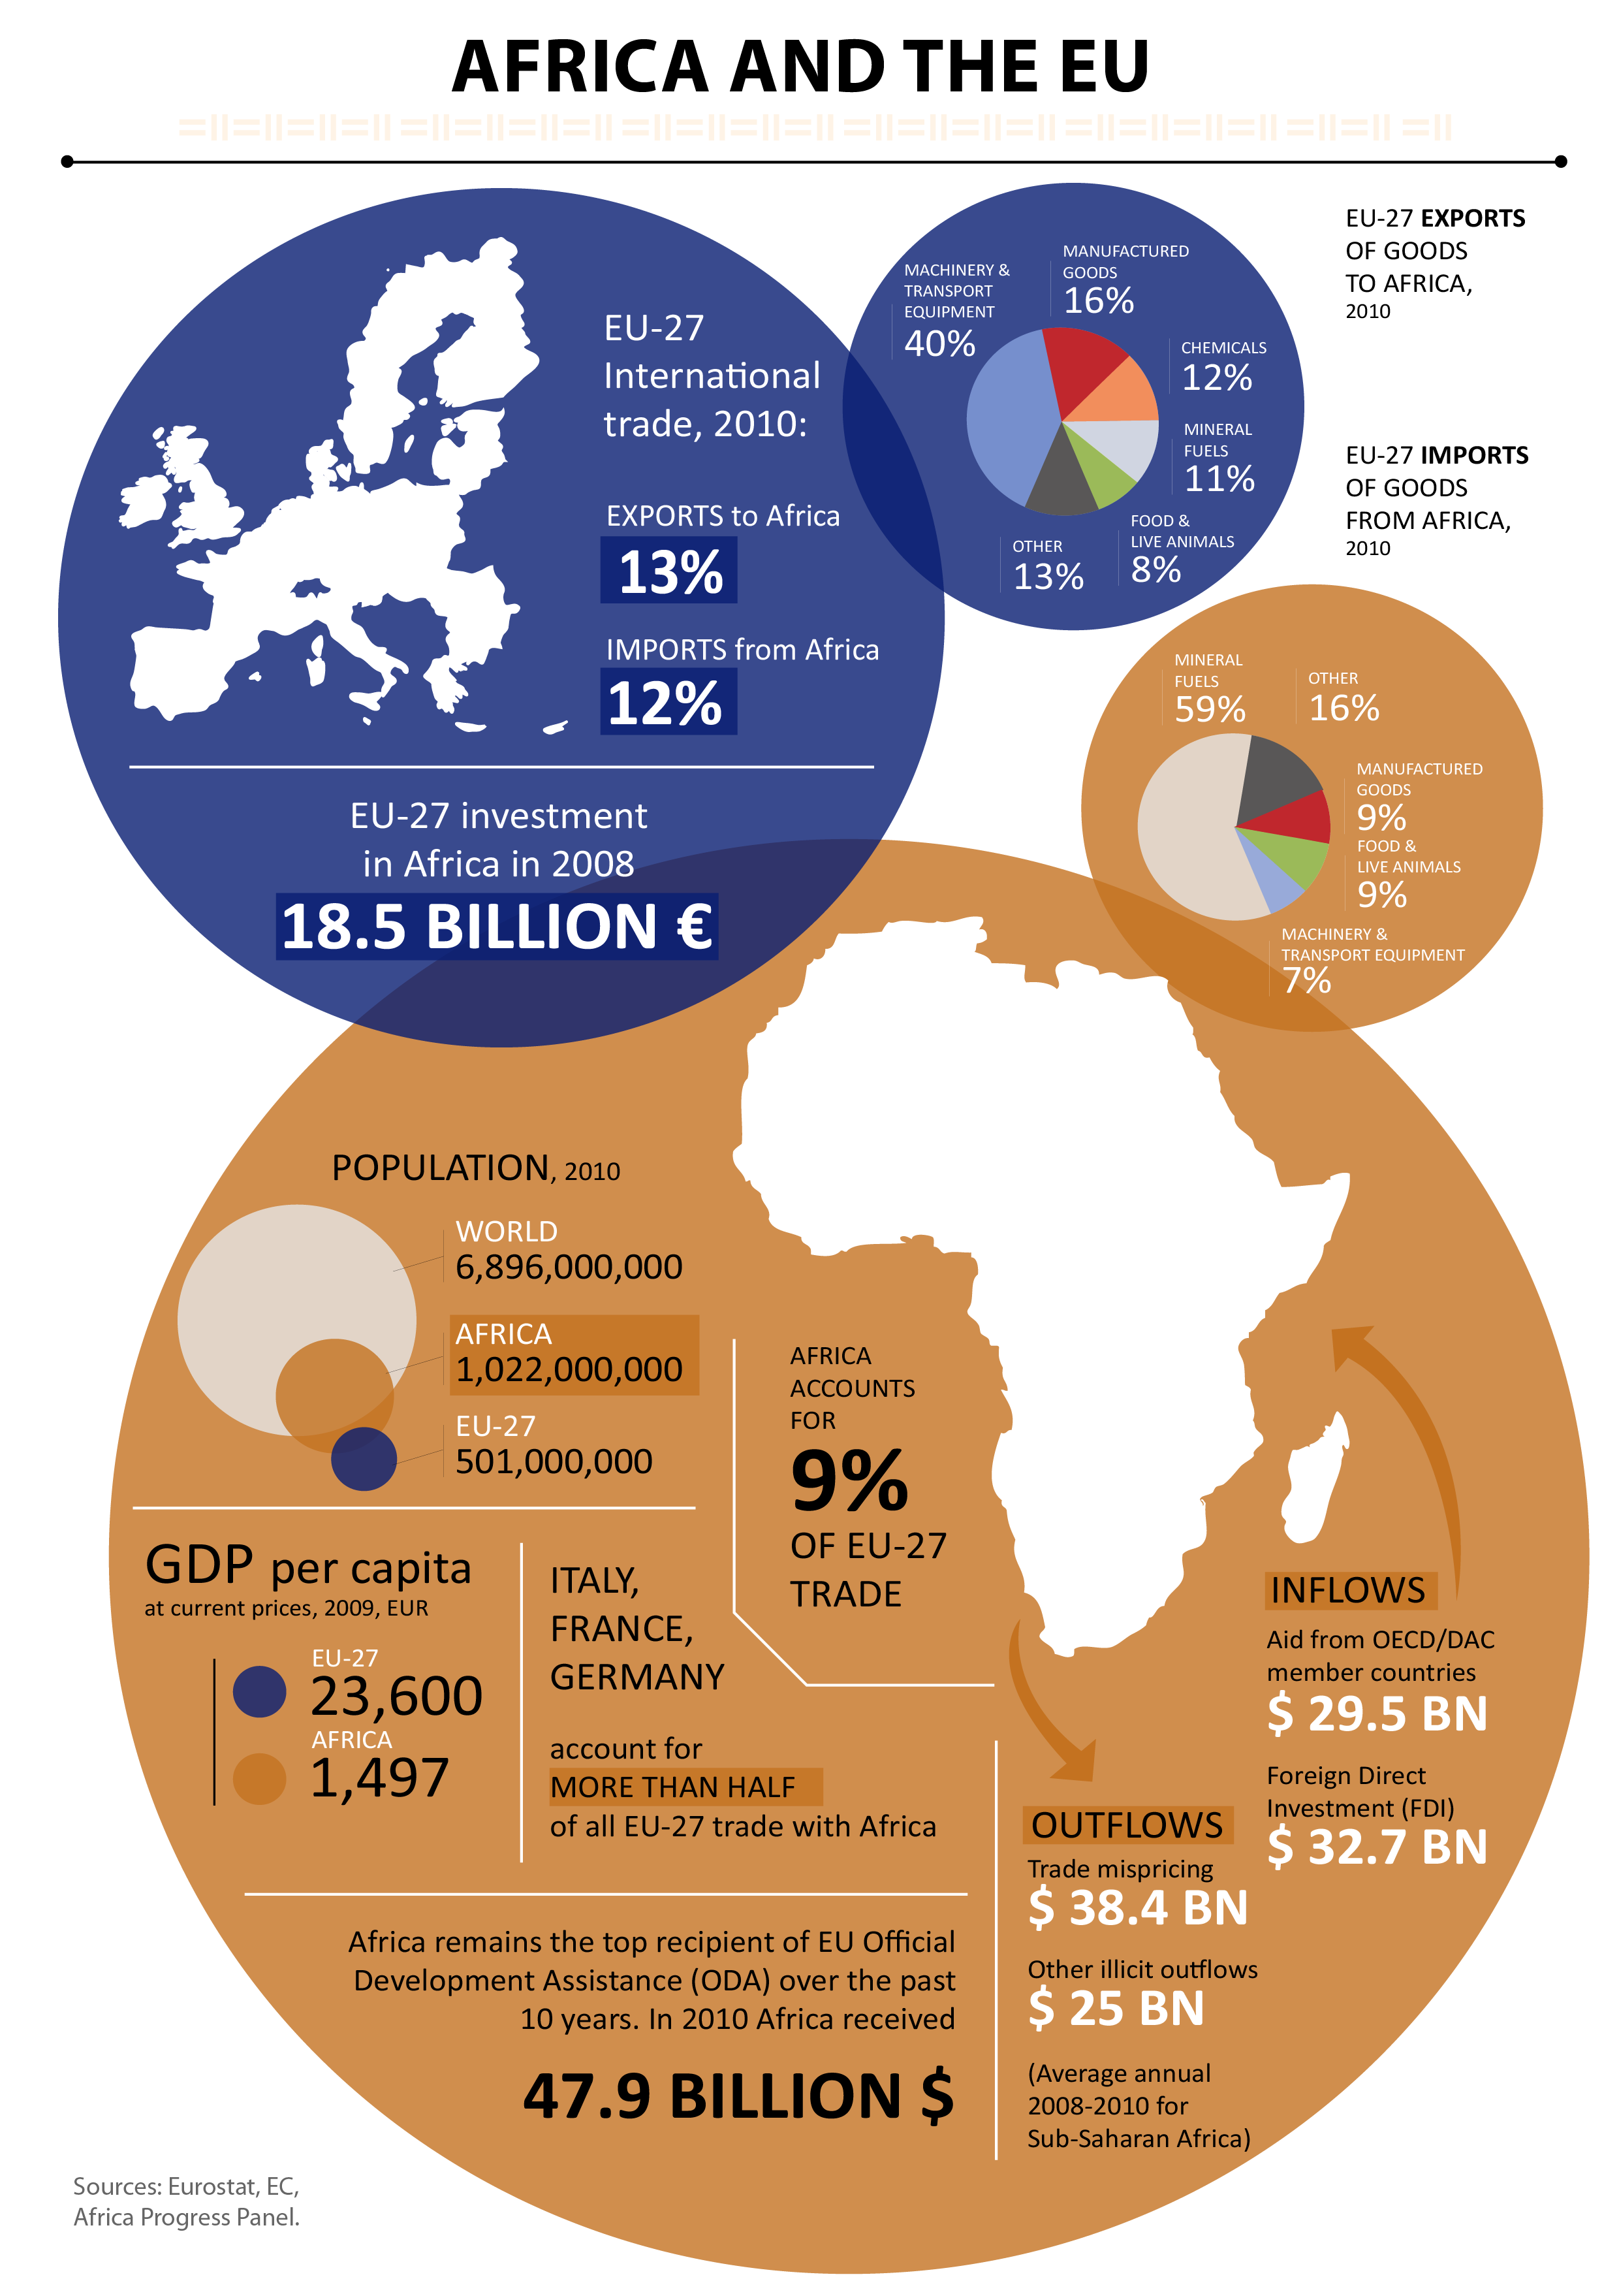 AFRICA AND THE EU
EU-27
International
trade, 2010:
EXPORTS to Africa
13%
IMPORTS from Africa
12%
EU-27 investment
in Africa in 2008
18.5 BILLION €
MACHINERY &
TRANSPORT
EQUIPMENT
40%
MANUFACTURED
GOODS
16%
CHEMICALS
12%
MINERAL
FUELS
11%
FOOD &
LIVE ANIMALS
8%
OTHER
13%
EU-27 EXPORTS
OF GOODS
TO AFRICA,
2010
EU-27 IMPORTS
OF GOODS
FROM AFRICA,
2010
MINERAL
FUELS
59%
OTHER
16%
MANUFACTURED
GOODS
9%
FOOD &
LIVE ANIMALS
9%
MACHINERY &
TRANSPORT EQUIPMENT
7%
POPULATION, 2010
WORLD
6,896,000,000
AFRICA
1,022,000,000
EU-27
501,000,000
AFRICA
ACCOUNTS
FOR
9%
OF EU-27
TRADE
GDP per capita
at current prices, 2009, EUR
EU-27
23,600
AFRICA
1,497
ITALY,
FRANCE,
GERMANY
account for
MORE THAN HALF
of all EU-27 trade with Africa
INFLOWS
Aid from OECD/DAC
member countries
$ 29.5 BN
Foreign Direct
Investment (FDI)
$ 32.7 BN
OUTFLOWS
Trade mispricing
$ 38.4 BN
Other illicit outflows
$ 25 BN
(Average annual
2008-2010 for
Sub-Saharan Africa)
Africa remains the top recipient of EU Official
Development Assistance (ODA) over the past
10 years. In 2010 Africa received
47.9 BILLION $
Sources: Eurostat, EC,
Africa Progress Panel.